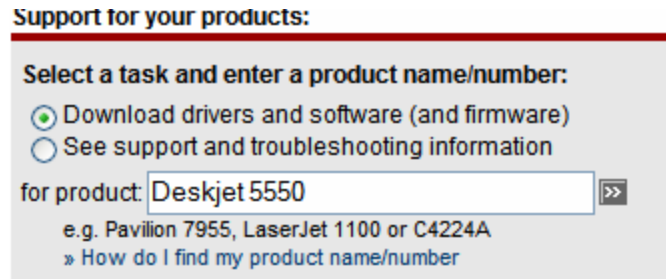 Support for your products:
Select a task and enter a product name/number:
Download drivers and software (and firmware)
See support and troubleshooting information
for product: Deskjet 5550 »
e.g. Pavilion 7955, LaserJet 1100 or C4224A
» How do I find my product name/number